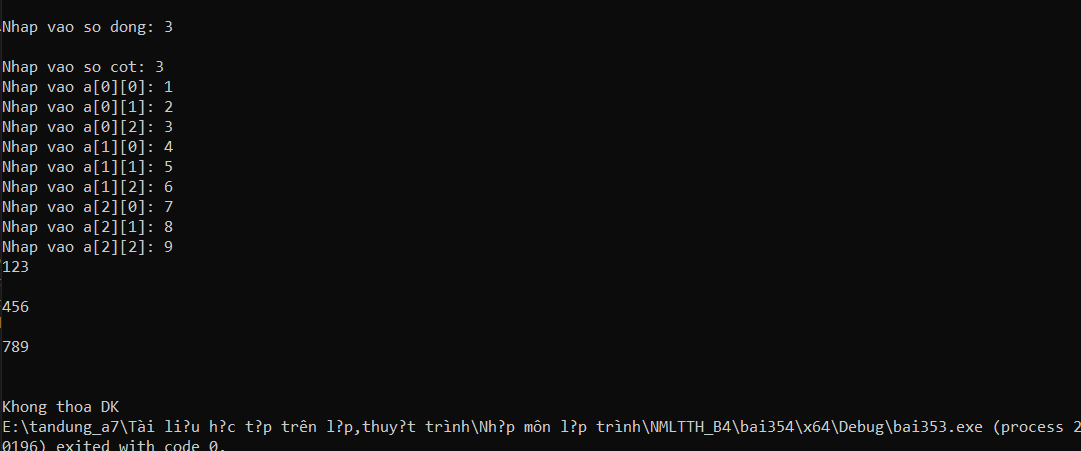 Nhap vao so dong: 3
Nhap vao so cot: 3
Nhap vao a[0][0]: 1
Nhap vao a[0][1]: 2
Nhap vao a[0][2]: 3
Nhap vao a[1][0]: 4
Nhap vao a[1][1]: 5
Nhap vao a[1][2]: 6
Nhap vao a[2][0]: 7
Nhap vao a[2][1]: 8
Nhap vao a[2][2]: 9
123
456
789
Khong thoa DK
E:\tandung_a7\Tài li?u h?c t?p trên l?p,thuy?t trình\Nh?p môn l?p trình\NMLTTH_B4\bai354\x64\Debug\bai353.exe (process 2
0196) exited with code 0.